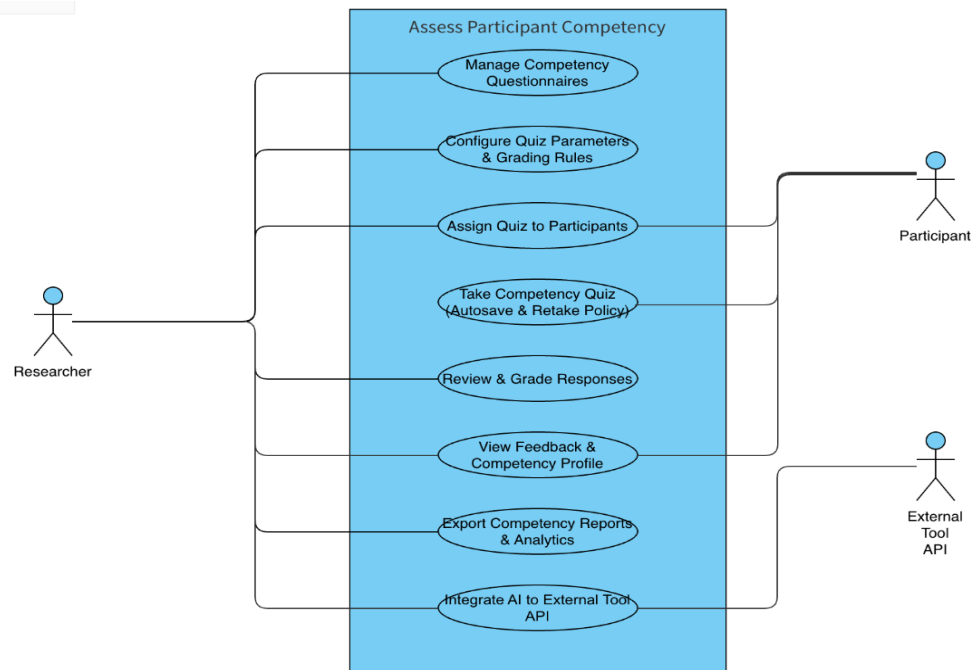 Assess Participant Competency
Manage Competency
Questionnaires
Configure Quiz Parameters
& Grading Rules
Assign Quiz to Participants
Take Competency Quiz
(Autosave & Retake Policy)
Review & Grade Responses
View Feedback &
Competency Profile
Export Competency Reports
& Analytics
Integrate AI to External Tool
API
Researcher
Participant
External
Tool
API